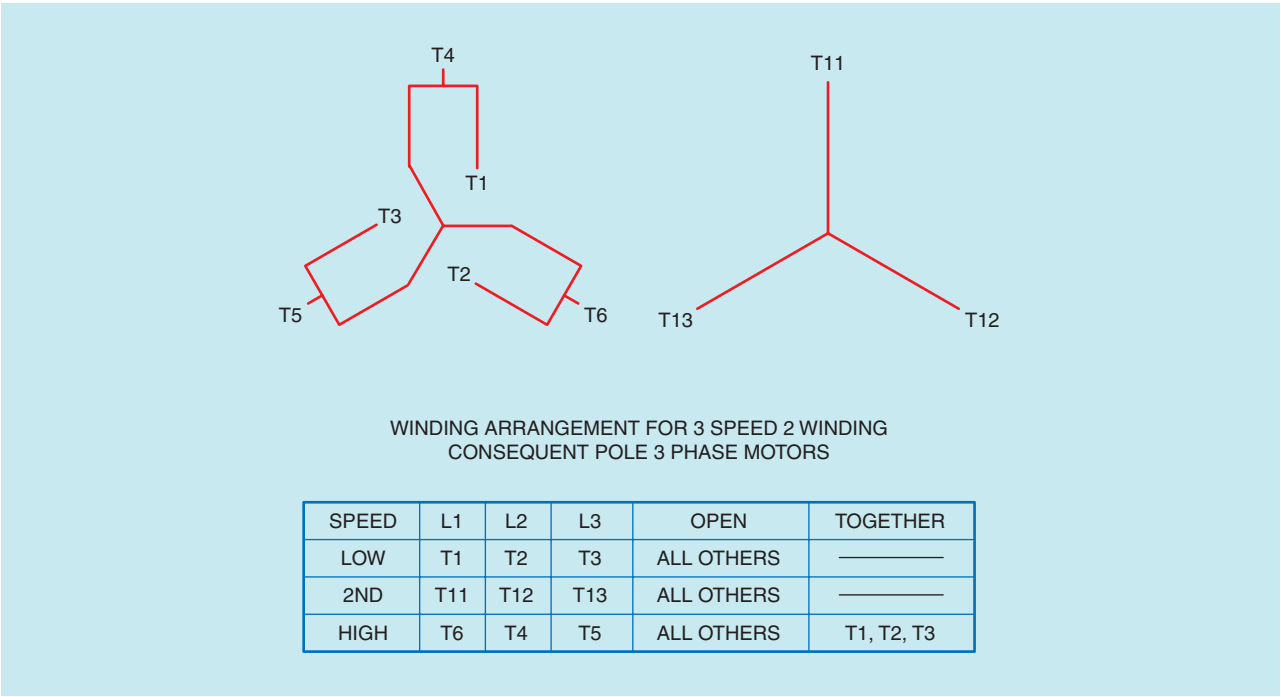 T4
T11
T1
T3
T2
T5
T6
T13
T12
WINDING ARRANGEMENT FOR 3 SPEED 2 WINDING
CONSEQUENT POLE 3 PHASE MOTORS
SPEED L1 L2 L3 OPEN TOGETHER
LOW T1 T2 T3 ALL OTHERS
2ND T11 T12 T13 ALL OTHERS
HIGH T6 T4 T5 ALL OTHERS T1, T2, T3